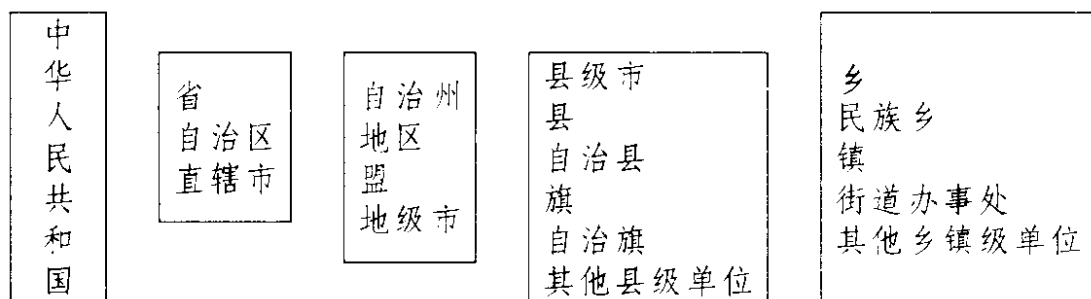 中华人民共和国
省
自治区
直辖市
自治州
地区
盟
地级市
县级市
县
自治县
旗
自治旗
其他县级单位
乡
民族乡
镇
街道办事处
其他乡镇级单位